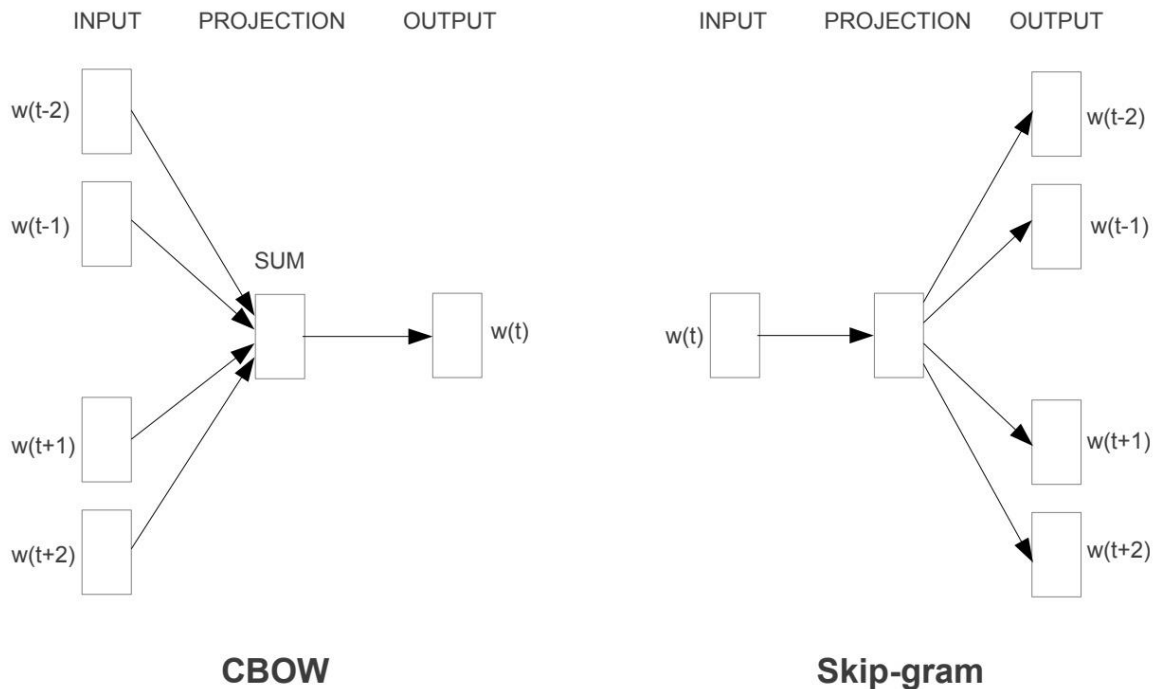 INPUT PROJECTION OUTPUT
w(t-2)
w(t-1)
SUM
w(t)
w(t+1)
w(t+2)
CBOW
INPUT PROJECTION OUTPUT
w(t-2)
w(t-1)
w(t)
w(t+1)
w(t+2)
Skip-gram